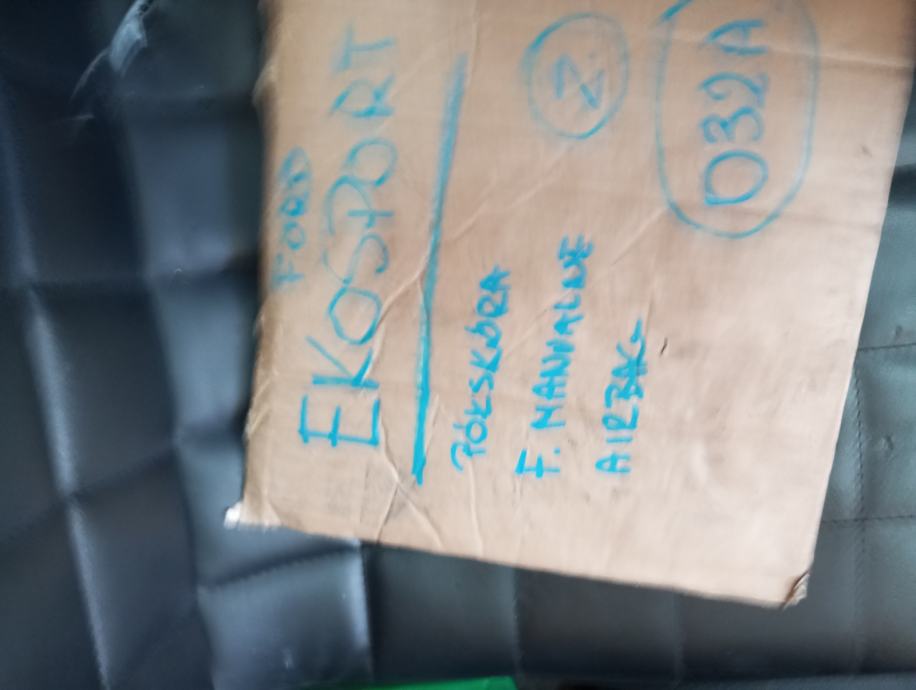 FORD
EKOSPORT
PÓŁSKÓRA
F. MANUALNE
AIRBAG
2.
032A